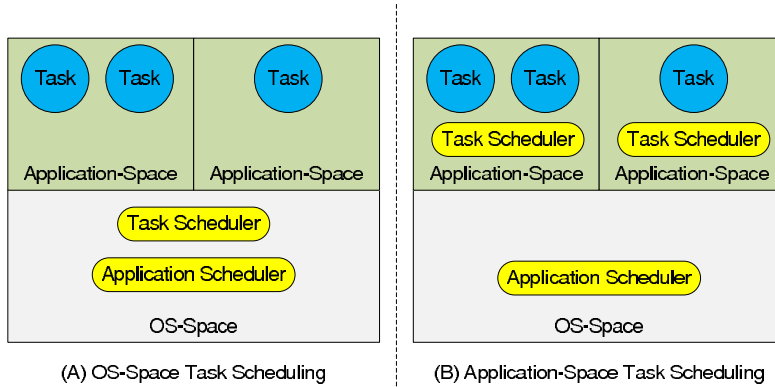 Task
Task
Task
Application-Space
Application-Space
Task Scheduler
Application Scheduler
OS-Space
(A) OS-Space Task Scheduling
Task
Task
Task
Task Scheduler
Task Scheduler
Application-Space
Application-Space
Application Scheduler
OS-Space
(B) Application-Space Task Scheduling